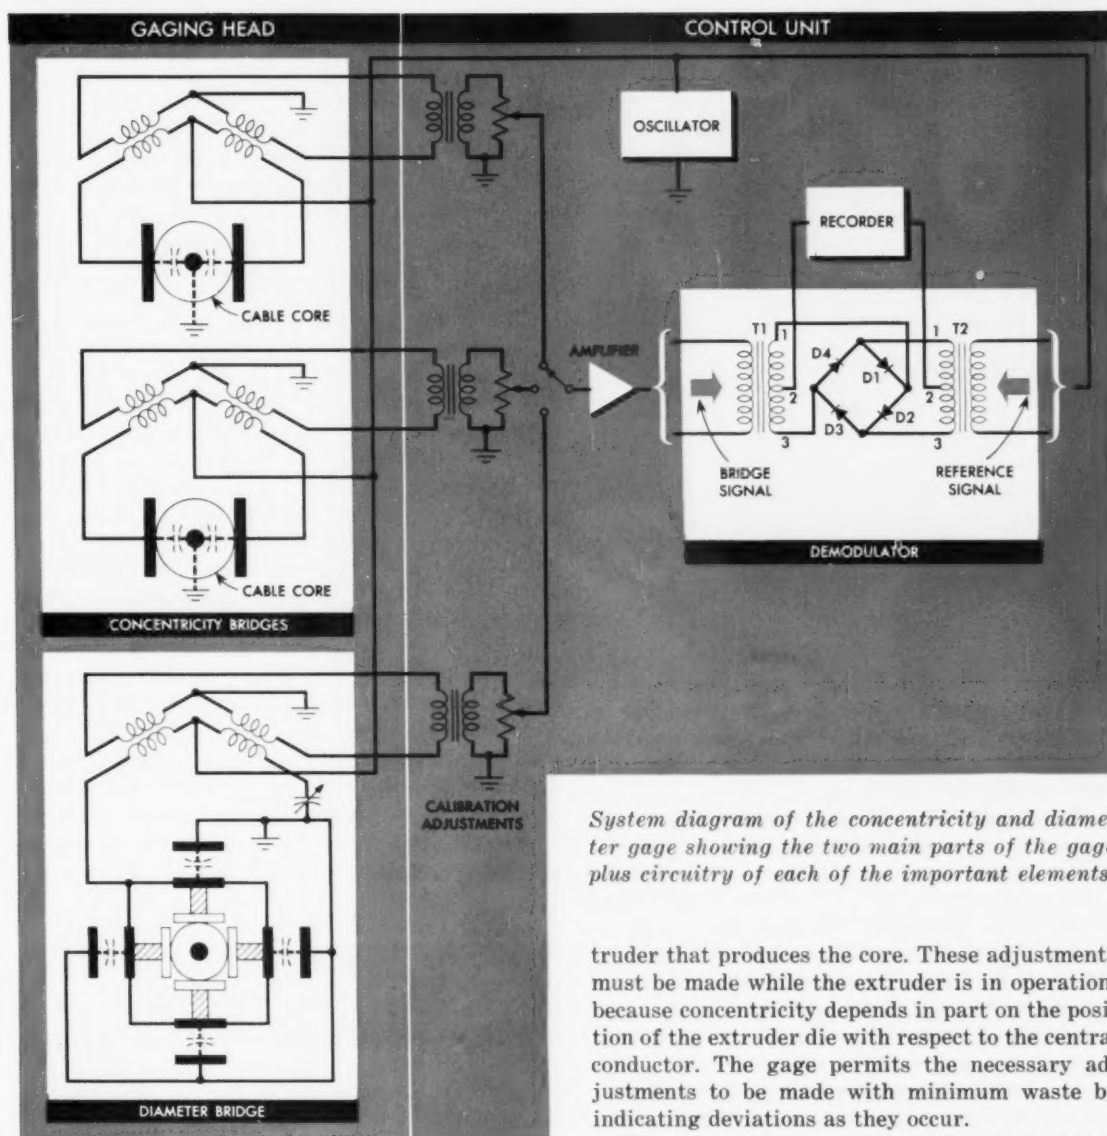 GAGING HEAD
CONTROL UNIT
OSCILLATOR
RECORDER
CABLE CORE
AMPLIFIER
T1
1
2
3
D4
D1
D3
D2
1
T2
2
3
BRIDGE
SIGNAL
REFERENCE
SIGNAL
DEMODULATOR
CABLE CORE
CONCENTRICITY BRIDGES
CALIBRATION
ADJUSTMENTS
DIAMETER BRIDGE
System diagram of the concentricity and diame-
ter gage showing the two main parts of the gage
plus circuitry of each of the important elements
truder that produces the core. These adjustment
must be made while the extruder is in operation
because concentricity depends in part on the posi
tion of the extruder die with respect to the centra
conductor. The gage permits the necessary ad
justments to be made with minimum waste b
indicating deviations as they occur.